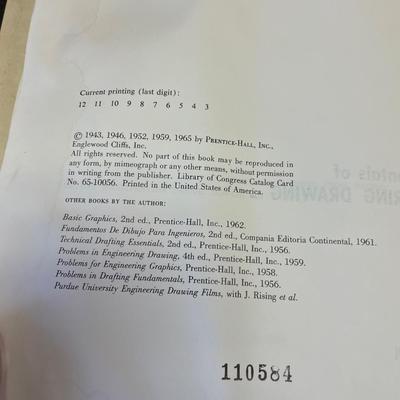 Current printing (last digit):
12 11 10 9 8 7 6 5 4 3
© 1943, 1946, 1952, 1959, 1965 by PRENTICE-HALL, INC.,
Englewood Cliffs, Inc.
All rights reserved. No part of this book may be reproduced in
any form, by mimeograph or any other means, without permission
in writing from the publisher. Library of Congress Catalog Card
No. 65-10056. Printed in the United States of America.
OTHER BOOKS BY THE AUTHOR:
Basic Graphics, 2nd ed., Prentice-Hall, Inc., 1962.
Fundamentos De Dibujo Para Ingenieros, 2nd ed., Compania Editoria Continental, 1961.
Technical Drafting Essentials, 2nd ed., Prentice-Hall, Inc., 1956.
Problems in Engineering Drawing, 4th ed., Prentice-Hall, Inc., 1959.
Problems for Engineering Graphics, Prentice-Hall, Inc., 1958.
Problems in Drafting Fundamentals, Prentice-Hall, Inc., 1956.
Purdue University Engineering Drawing Films, with J. Rising et al.
110584